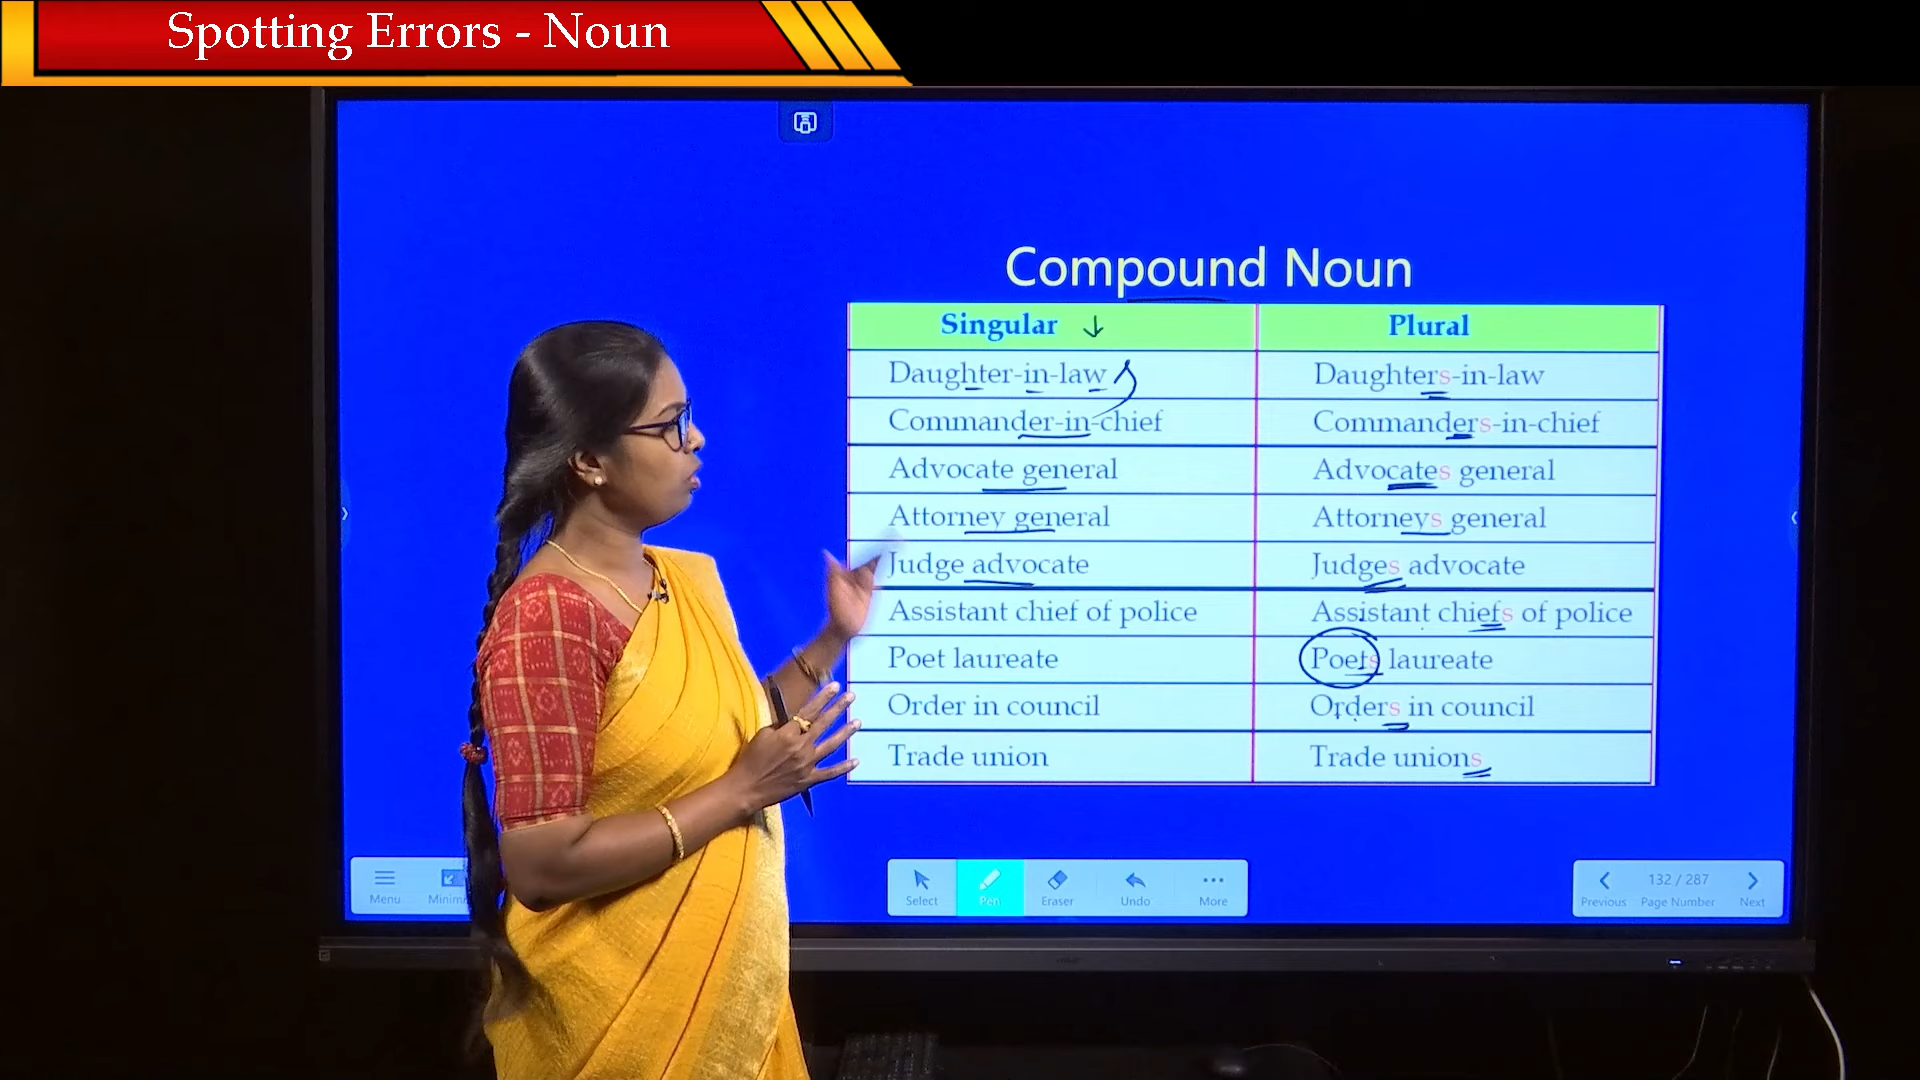 Spotting Errors - Noun
Compound Noun
Singular Plural
Daughter-in-law Daughters-in-law
Commander-in-chief Commanders-in-chief
Advocate general Advocates general
Attorney general Attorneys general
Judge advocate Judges advocate
Assistant chief of police Assistant chiefs of police
Poet laureate Poets laureate
Order in council Orders in council
Trade union Trade unions
132 / 287
Menu Select Pen Eraser Undo More Previous Page Number Next